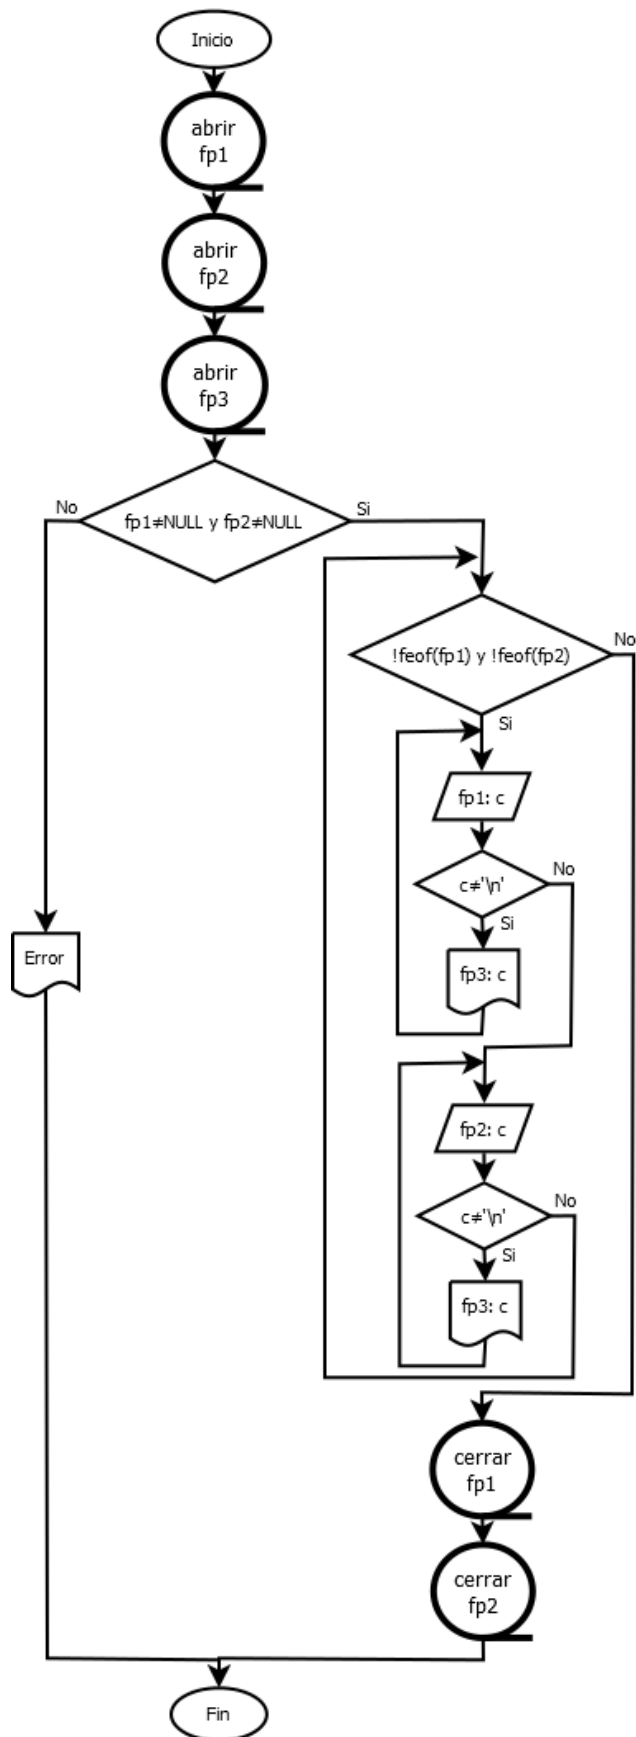 Inicio
abrir
fp1
abrir
fp2
abrir
fp3
No
fp1≠NULL y fp2≠NULL
Si
!feof(fp1) y !feof(fp2)
No
Si
fp1: c
c≠'\n'
No
Si
Error
fp3: c
fp2: c
c≠'\n'
No
Si
fp3: c
cerrar
fp1
cerrar
fp2
Fin